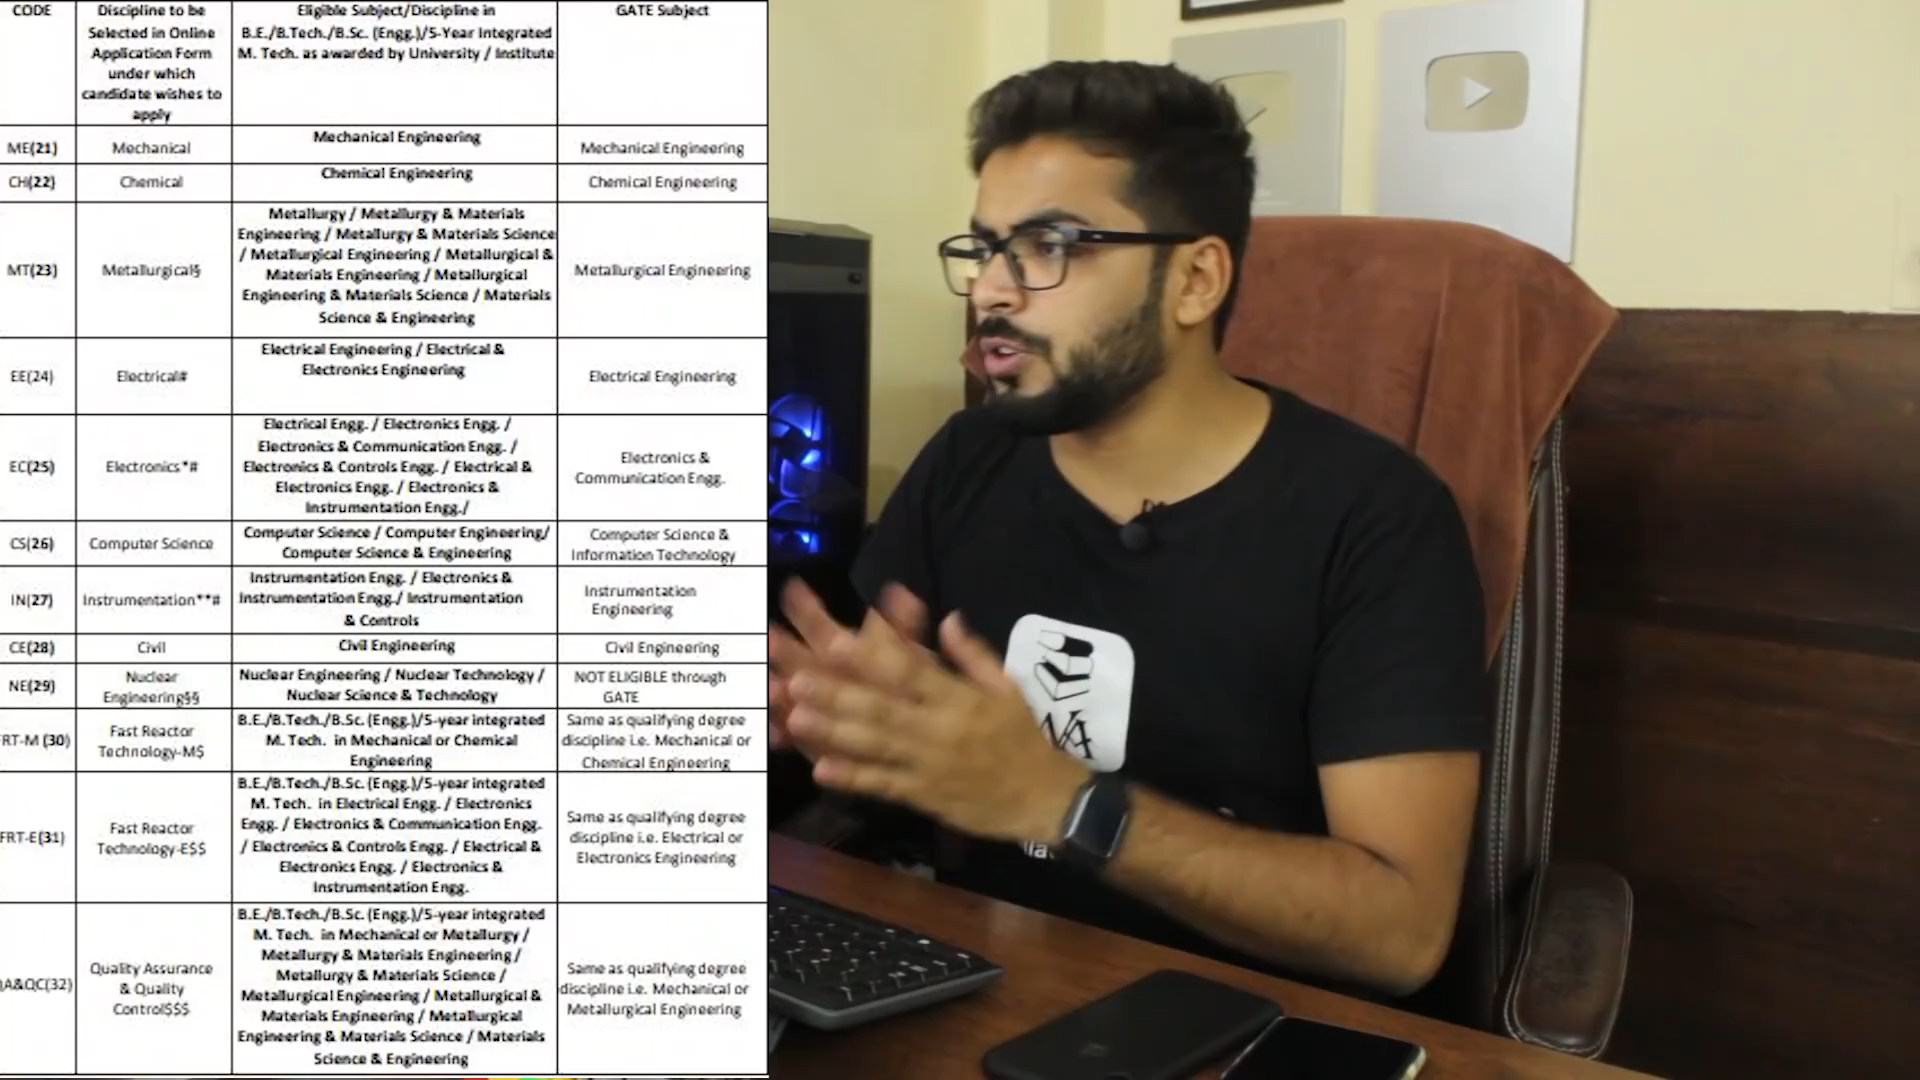 CODE
Discipline to be
Selected in Online
Application Form
under which
candidate wishes to
apply
Eligible Subject/Discipline in
B.E./B.Tech./B.Sc. (Engg.)/5-Year Integrated
M. Tech. as awarded by University / Institute
GATE Subject
ME(21)
Mechanical
Mechanical Engineering
Mechanical Engineering
CH(22)
Chemical
Chemical Engineering
Chemical Engineering
MT(23)
Metallurgical§
Metallurgy / Metallurgy & Materials
Engineering / Metallurgy & Materials Science
/ Metallurgical Engineering / Metallurgical &
Materials Engineering / Metallurgical
Engineering & Materials Science / Materials
Science & Engineering
Metallurgical Engineering
EE(24)
Electrical#
Electrical Engineering / Electrical &
Electronics Engineering
Electrical Engineering
EC(25)
Electronics*#
Electrical Engg. / Electronics Engg. /
Electronics & Communication Engg. /
Electronics & Controls Engg. / Electrical &
Electronics Engg. / Electronics &
Instrumentation Engg./
Electronics &
Communication Engg.
CS(26)
Computer Science
Computer Science / Computer Engineering/
Computer Science & Engineering
Computer Science &
Information Technology
IN(27)
Instrumentation**#
Instrumentation Engg. / Electronics &
Instrumentation Engg./ Instrumentation
& Controls
Instrumentation
Engineering
CE(28)
Civil
Civil Engineering
Civil Engineering
NE(29)
Nuclear
Engineering§§
Nuclear Engineering / Nuclear Technology /
Nuclear Science & Technology
NOT ELIGIBLE through
GATE
RT-M (30)
Fast Reactor
Technology-M$
B.E./B.Tech./B.Sc. (Engg.)/5-year integrated
M. Tech. in Mechanical or Chemical
Engineering
Same as qualifying degree
discipline i.e. Mechanical or
Chemical Engineering
FRT-E(31)
Fast Reactor
Technology-E$$
B.E./B.Tech./B.Sc. (Engg.)/5-year integrated
M. Tech. in Electrical Engg. / Electronics
Engg. / Electronics & Communication Engg.
/ Electronics & Controls Engg. / Electrical &
Electronics Engg. / Electronics &
Instrumentation Engg.
Same as qualifying degree
discipline i.e. Electrical or
Electronics Engineering
A&QC(32)
Quality Assurance
& Quality
Control$$$
B.E./B.Tech./B.Sc. (Engg.)/5-year integrated
M. Tech. in Mechanical or Metallurgy /
Metallurgy & Materials Engineering /
Metallurgy & Materials Science /
Metallurgical Engineering / Metallurgical &
Materials Engineering / Metallurgical
Engineering & Materials Science / Materials
Science & Engineering
Same as qualifying degree
discipline i.e. Mechanical or
Metallurgical Engineering